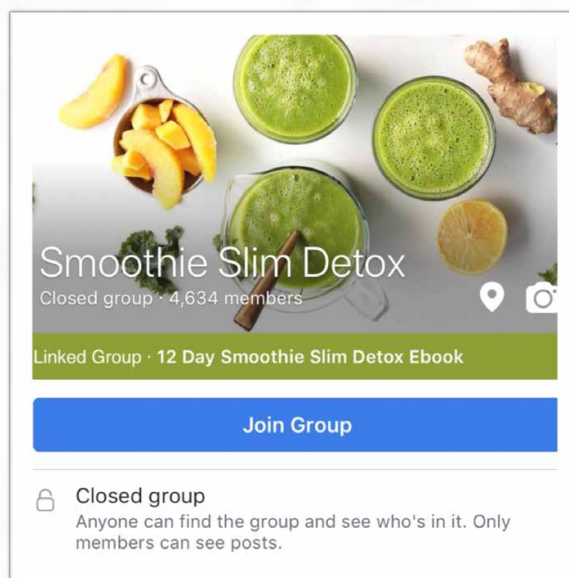 Smoothie Slim Detox
Closed group · 4,634 members
Linked Group · 12 Day Smoothie Slim Detox Ebook
Join Group
Closed group
Anyone can find the group and see who's in it. Only
members can see posts.